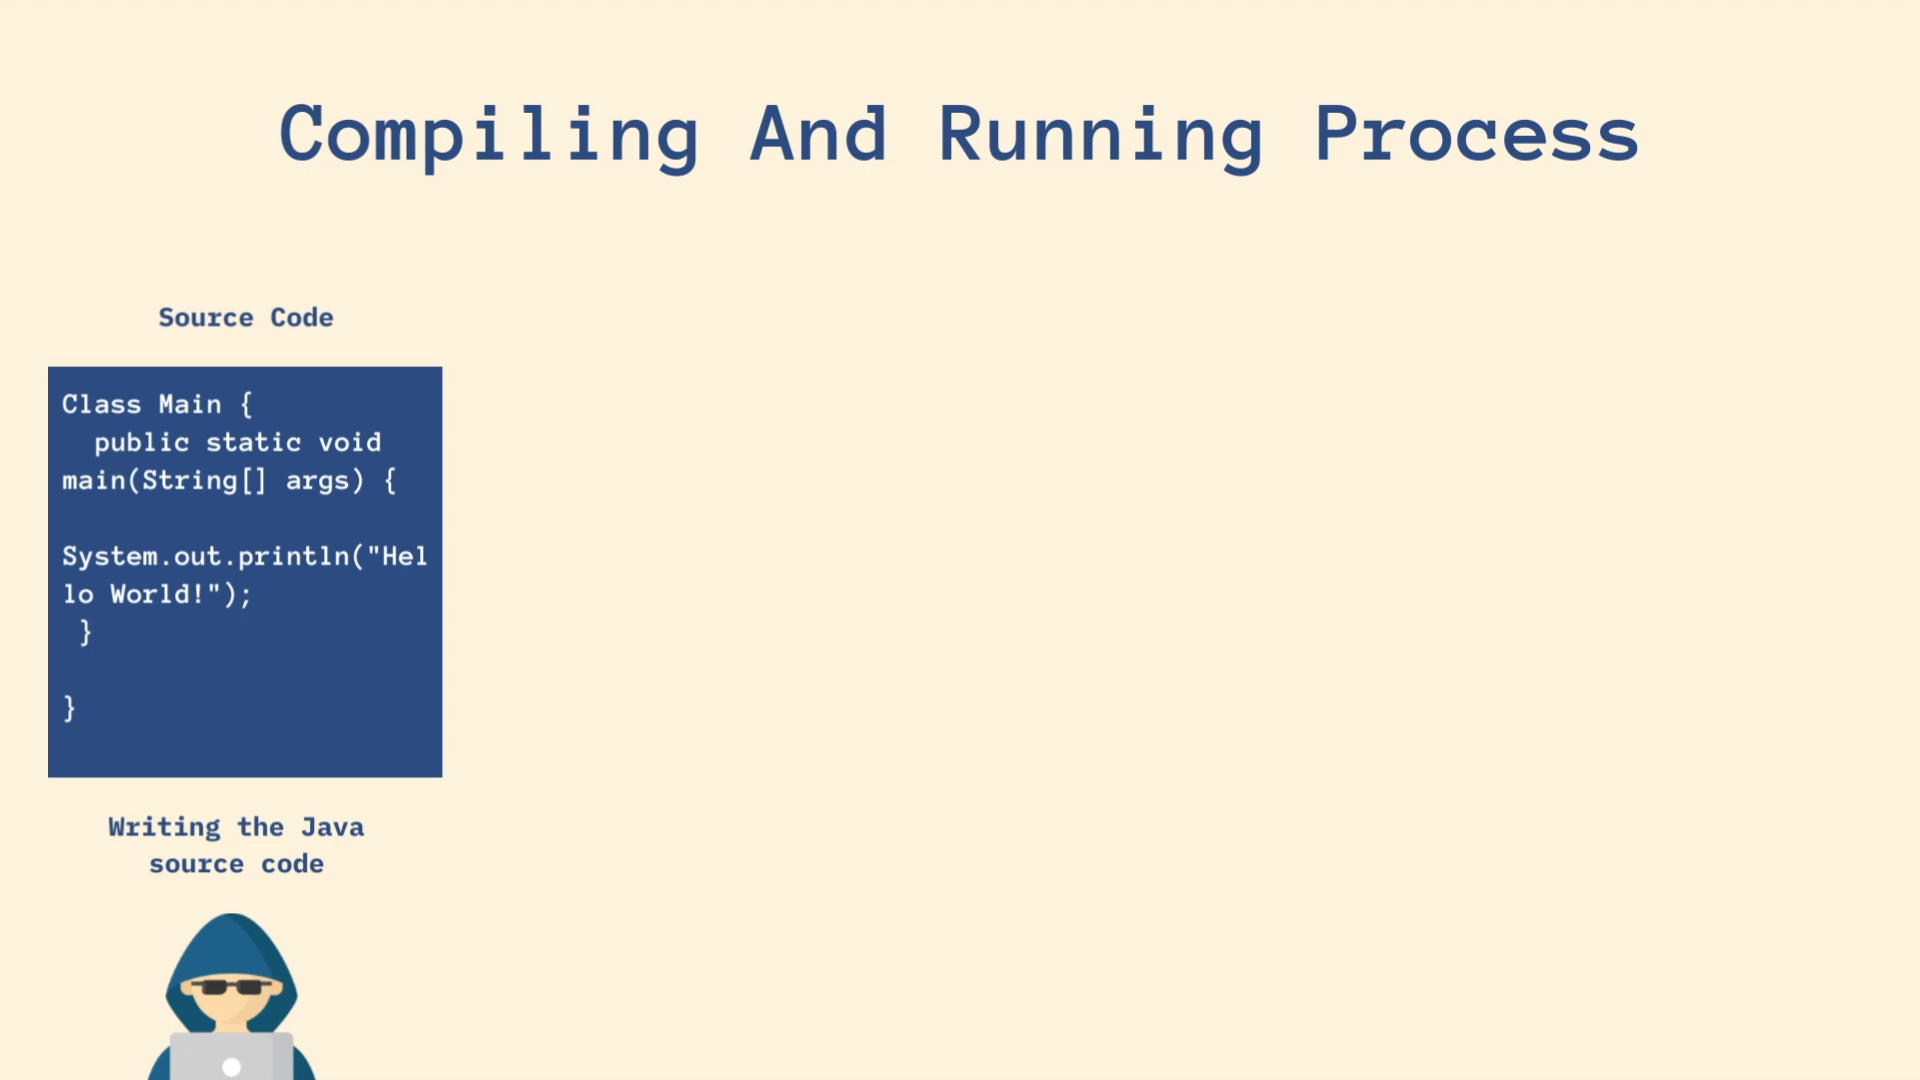 Compiling And Running Process
Source Code
Class Main {
  public static void
main(String[] args) {
System.out.println("Hel
lo World!");
 }
}
Writing the Java
source code